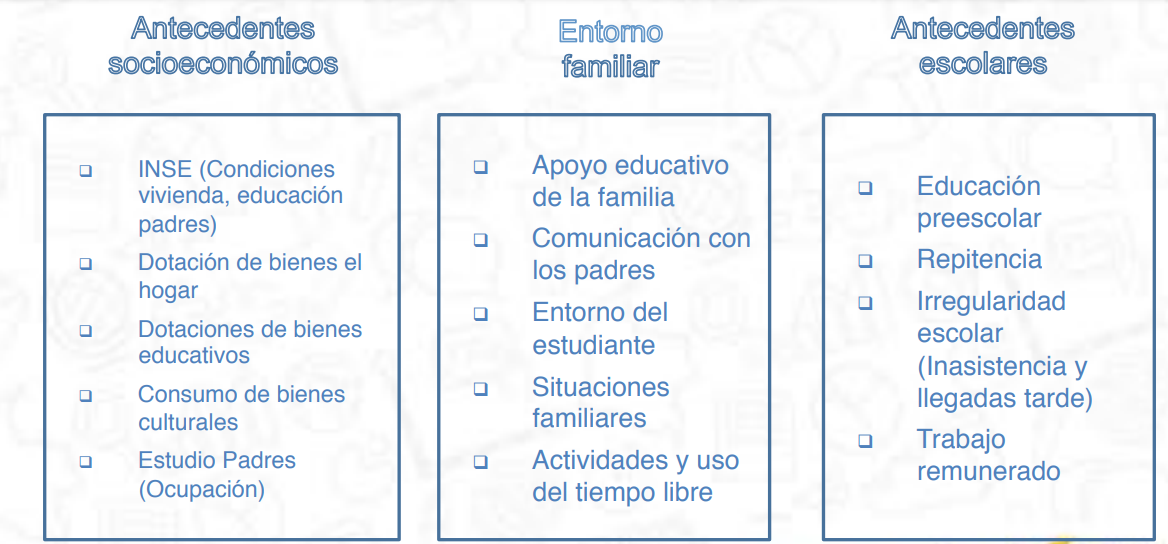 Antecedentes
socioeconómicos
INSE (Condiciones
vivienda, educación
padres)
Dotación de bienes el
hogar
Dotaciones de bienes
educativos
Consumo de bienes
culturales
Estudio Padres
(Ocupación)
Entorno
familiar
Apoyo educativo
de la familia
Comunicación con
los padres
Entorno del
estudiante
Situaciones
familiares
Actividades y uso
del tiempo libre
Antecedentes
escolares
Educación
preescolar
Repitencia
Irregularidad
escolar
(Inasistencia y
llegadas tarde)
Trabajo
remunerado